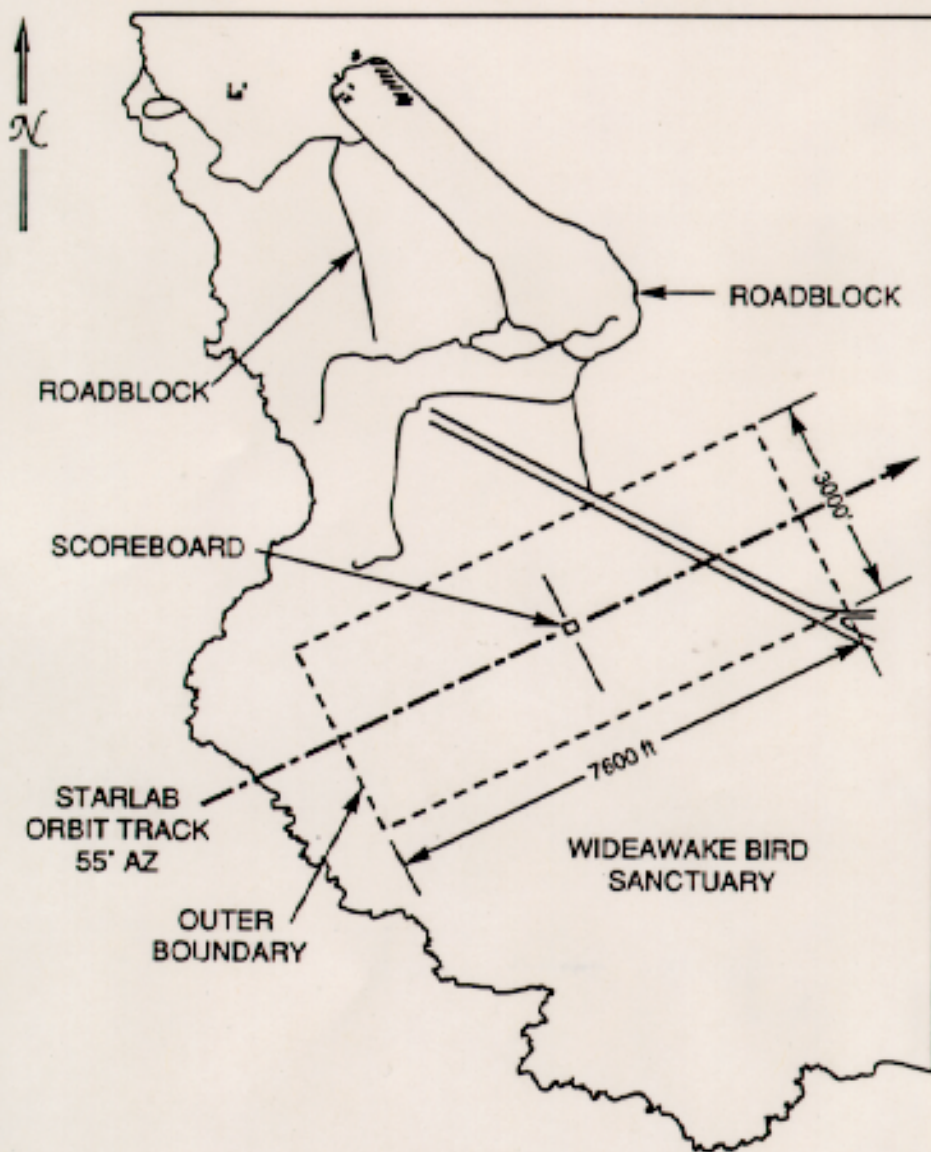 N
ROADBLOCK
ROADBLOCK
3000'
SCOREBOARD
7600 ft
STARLAB
ORBIT TRACK
55° AZ
WIDEAWAKE BIRD
SANCTUARY
OUTER
BOUNDARY